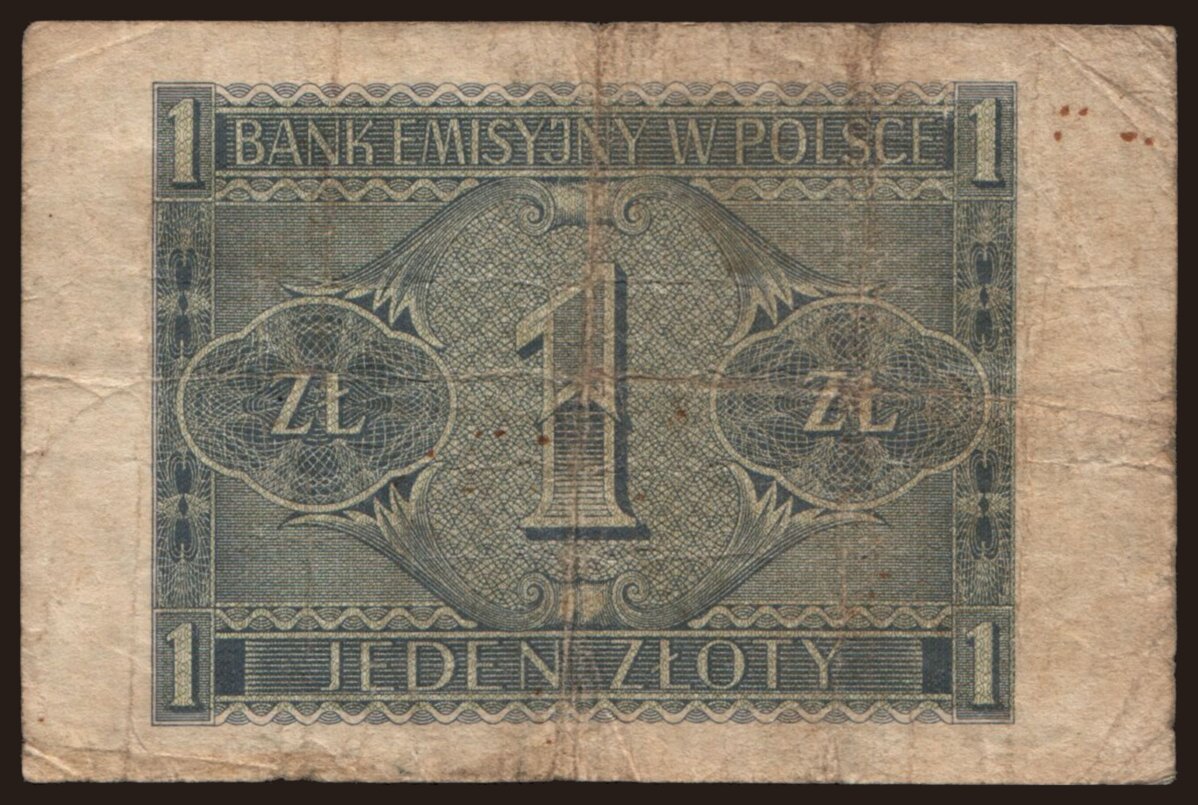 1 BANK EMISYJNY W POLSCE 1
1
ZŁ ZŁ
1 JEDEN ZŁOTY 1